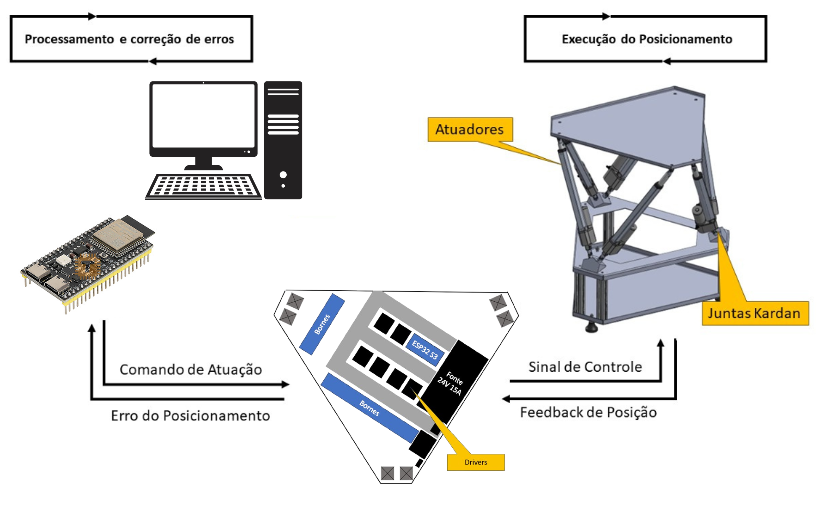 Processamento e correção de erros
Execução do Posicionamento
Atuadores
Juntas Kardan
Bornes
ESP32 S3
Fonte
24V 15A
Bornes
Drivers
Comando de Atuação
Erro do Posicionamento
Sinal de Controle
Feedback de Posição